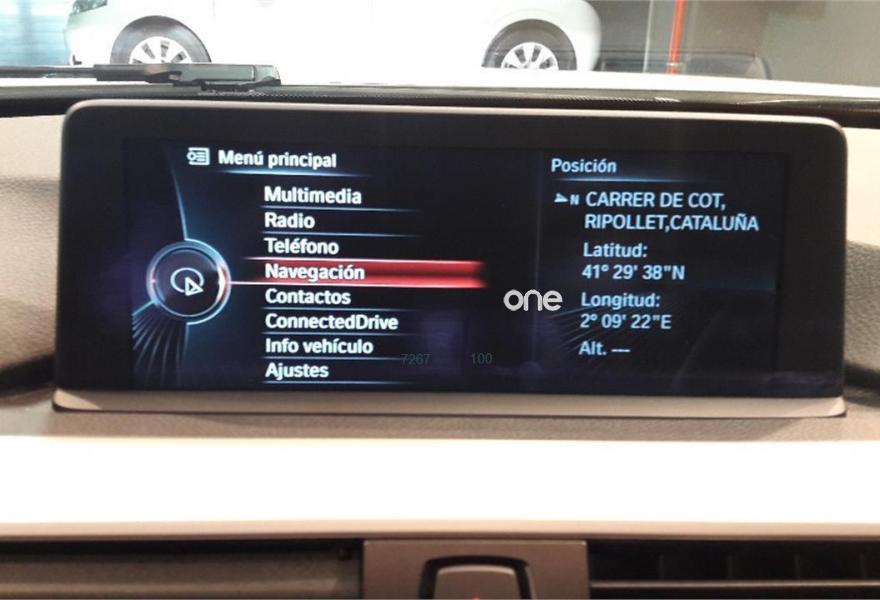 Menú principal
Multimedia
Radio
Teléfono
Navegación
Contactos
ConnectedDrive
Info vehículo
Ajustes
Posición
N CARRER DE COT,
RIPOLLET,CATALUÑA
Latitud:
41° 29' 38"N
Longitud:
2° 09' 22"E
Alt. ---
one
7267 100